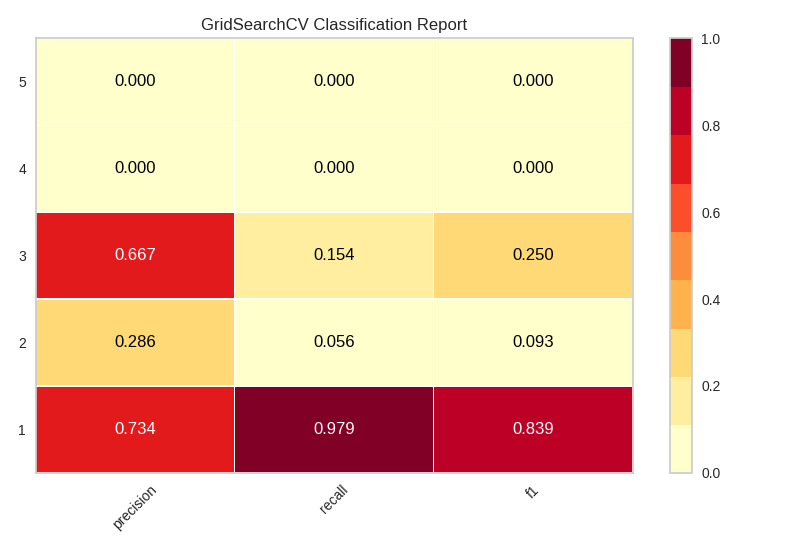 GridSearchCV Classification Report
5 0.000 0.000 0.000
4 0.000 0.000 0.000
3 0.667 0.154 0.250
2 0.286 0.056 0.093
1 0.734 0.979 0.839
precision recall f1
1.0
0.8
0.6
0.4
0.2
0.0